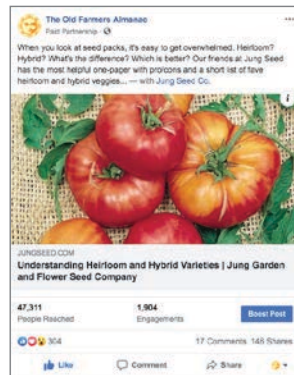 The Old Farmers Almanac
Paid Partnership ·
When you look at seed packs, it's easy to get overwhelmed. Heirloom?
Hybrid? What's the difference? Which is better? Our friends at Jung Seed
has the most helpful one-pager with pro/cons and a short list of fave
heirloom and hybrid veggies... — with Jung Seed Co.
i
JUNGSEED.COM
Understanding Heirloom and Hybrid Varieties | Jung Garden
and Flower Seed Company
47,311 1,904
People Reached Engagements Boost Post
304 17 Comments 146 Shares
Like Comment Share